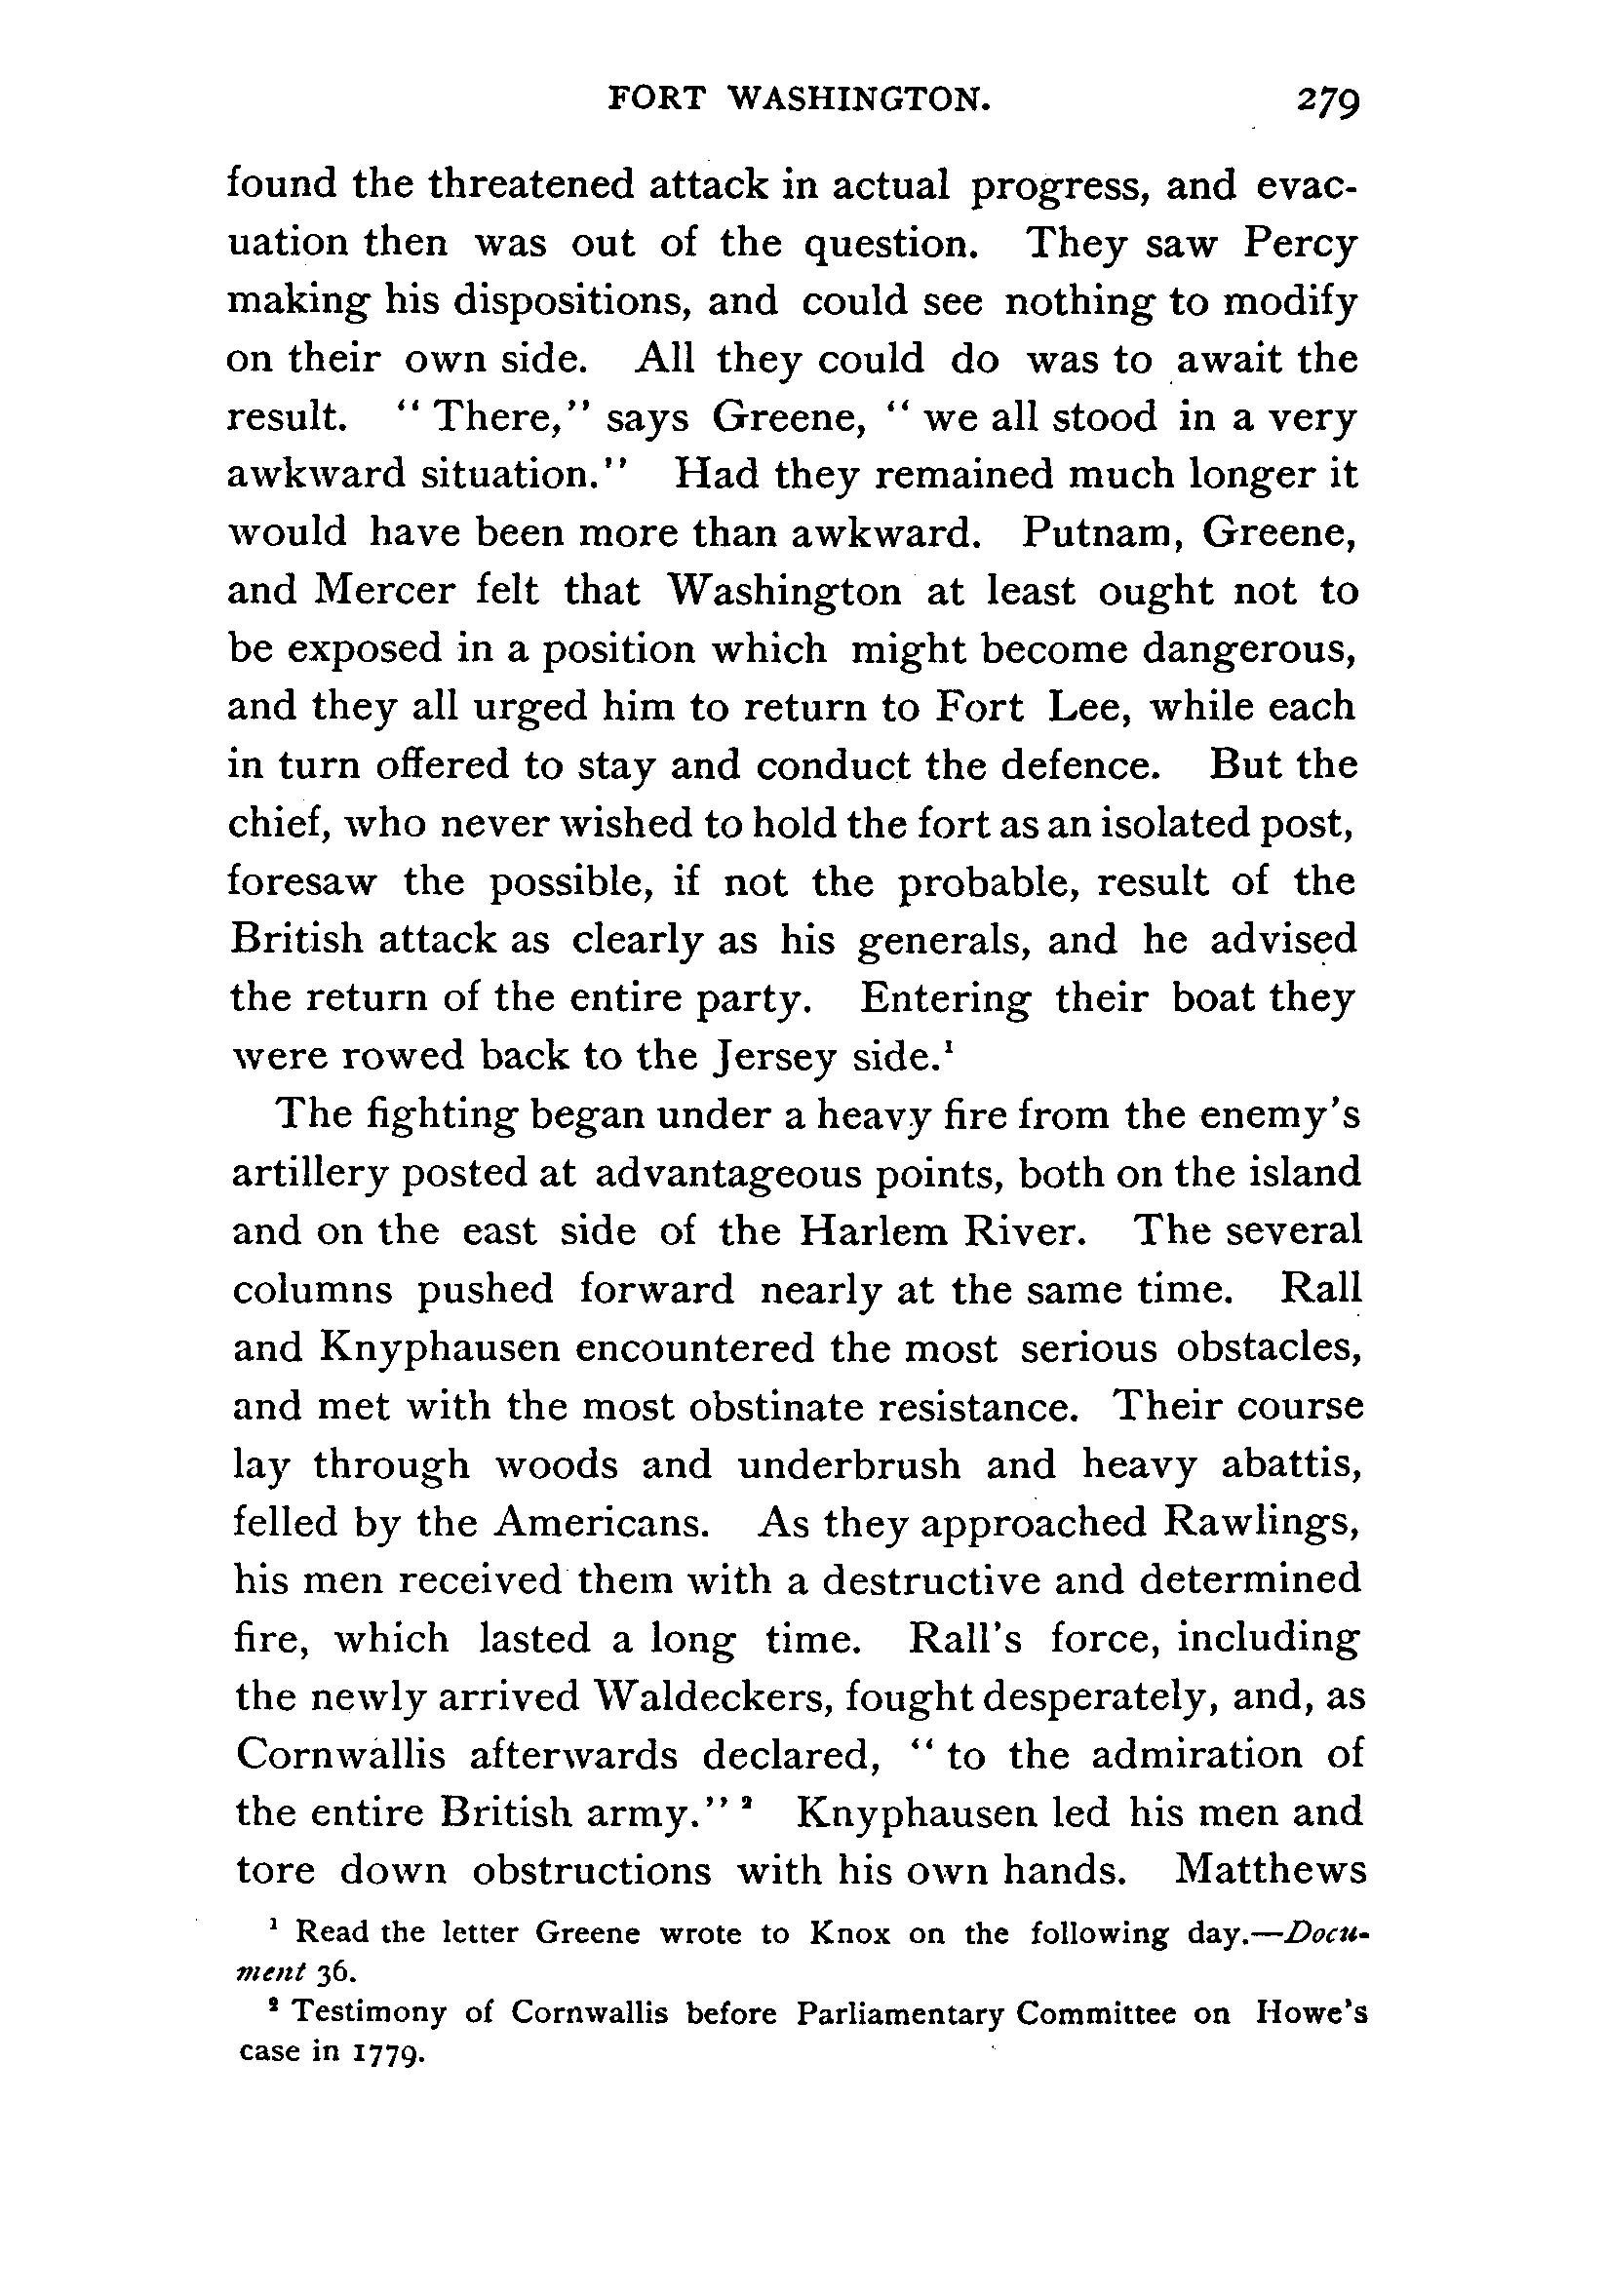 FORT WASHINGTON. 279
found the threatened attack in actual progress, and evac-
uation then was out of the question. They saw Percy
making his dispositions, and could see nothing to modify
on their own side. All they could do was to await the
result. “ There,” says Greene, “ we all stood in a very
awkward situation.” Had they remained much longer it
would have been more than awkward. Putnam, Greene,
and Mercer felt that Washington at least ought not to
be exposed in a position which might become dangerous,
and they all urged him to return to Fort Lee, while each
in turn offered to stay and conduct the defence. But the
chief, who never wished to hold the fort as an isolated post,
foresaw the possible, if not the probable, result of the
British attack as clearly as his generals, and he advised
the return of the entire party. Entering their boat they
were rowed back to the Jersey side.¹
The fighting began under a heavy fire from the enemy’s
artillery posted at advantageous points, both on the island
and on the east side of the Harlem River. The several
columns pushed forward nearly at the same time. Rall
and Knyphausen encountered the most serious obstacles,
and met with the most obstinate resistance. Their course
lay through woods and underbrush and heavy abattis,
felled by the Americans. As they approached Rawlings,
his men received them with a destructive and determined
fire, which lasted a long time. Rall’s force, including
the newly arrived Waldeckers, fought desperately, and, as
Cornwallis afterwards declared, “ to the admiration of
the entire British army.” ² Knyphausen led his men and
tore down obstructions with his own hands. Matthews
¹ Read the letter Greene wrote to Knox on the following day.—Docu-
ment 36.
² Testimony of Cornwallis before Parliamentary Committee on Howe’s
case in 1779.